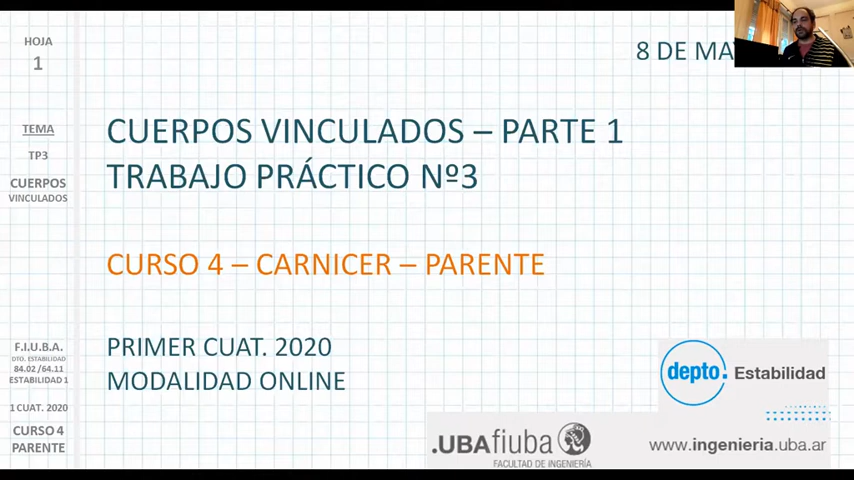 HOJA
1
8 DE MA
TEMA
TP3
CUERPOS
VINCULADOS
CUERPOS VINCULADOS – PARTE 1
TRABAJO PRÁCTICO Nº3
CURSO 4 – CARNICER – PARENTE
PRIMER CUAT. 2020
MODALIDAD ONLINE
F.I.U.B.A.
DTO. ESTABILIDAD
84.02 /64.11
ESTABILIDAD 1
1 CUAT. 2020
CURSO 4
PARENTE
depto. Estabilidad
.UBAfiuba
FACULTAD DE INGENIERÍA
www.ingenieria.uba.ar